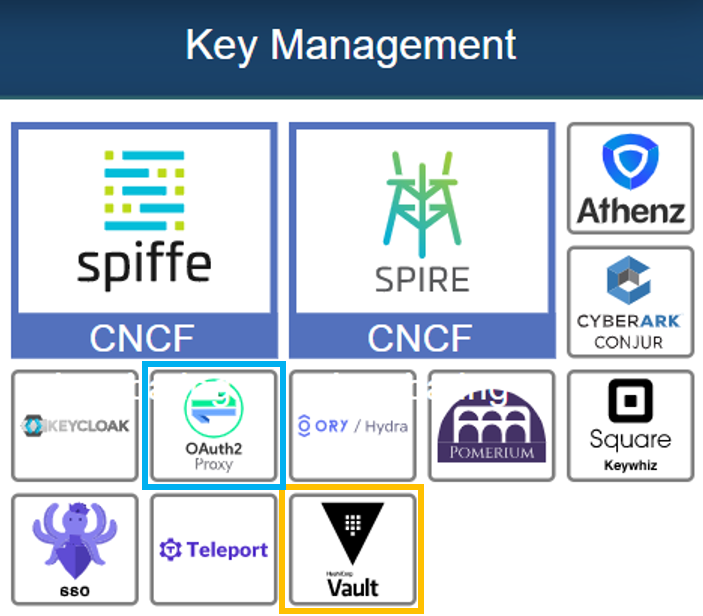 Key Management
spiffe
CNCF
SPIRE
CNCF
Athenz
CYBERARK
CONJUR
KEYCLOAK
OAuth2
Proxy
ORY / Hydra
POMERIUM
Square
Keywhiz
sso
Teleport
HashiCorp
Vault